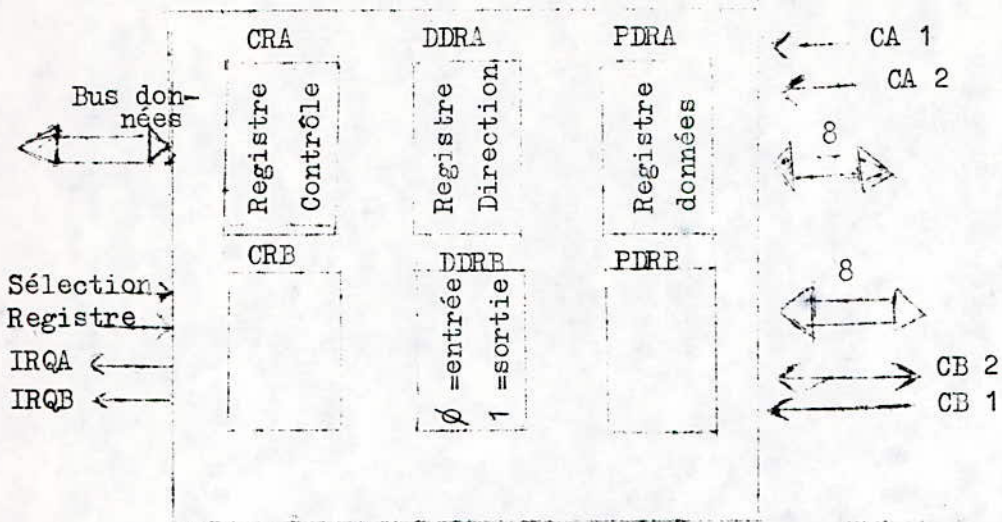 CRA DDRA PDRA CA 1
CA 2
Bus don-
nées
Registre
Contrôle
Registre
Direction
Registre
données
8
CRB DDRB PDRB
8
Sélection
Registre
IRQA
IRQB
Ø =entrée
1 =sortie
CB 2
CB 1